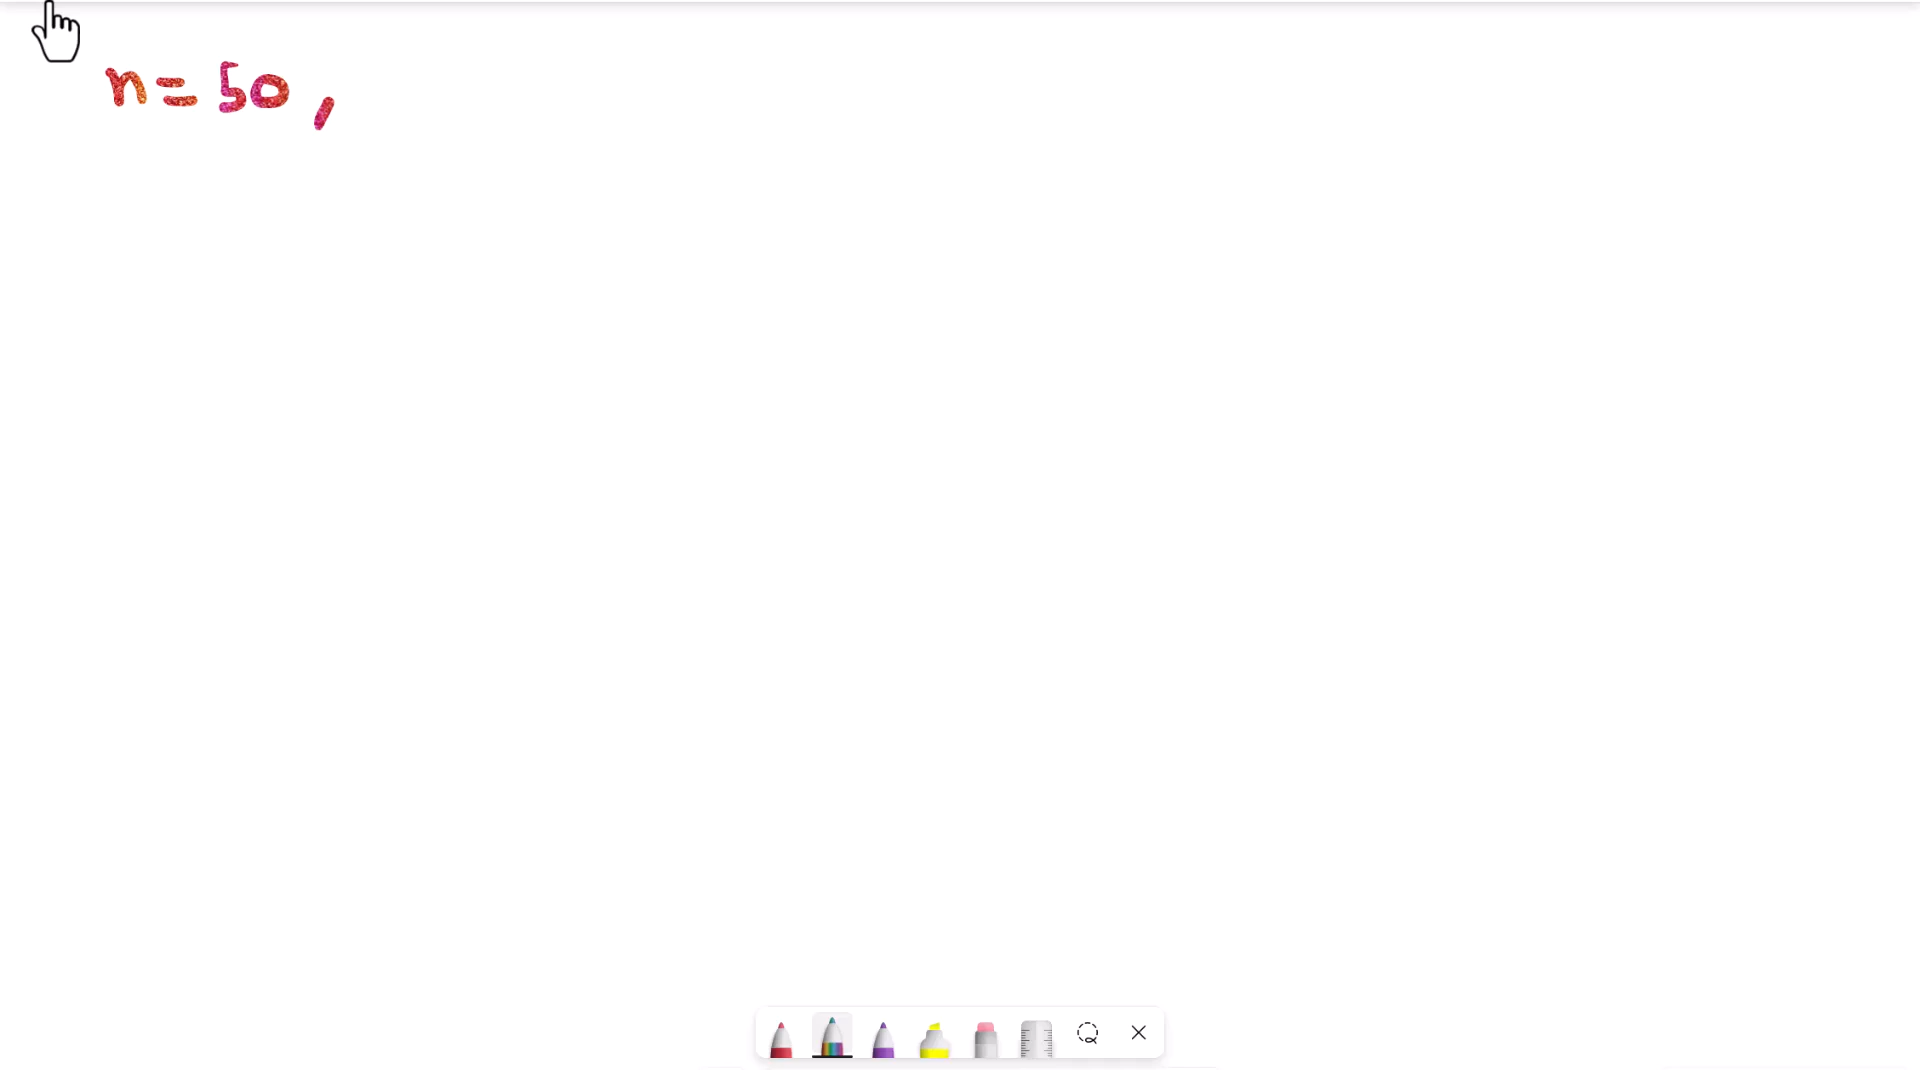 n = 50,